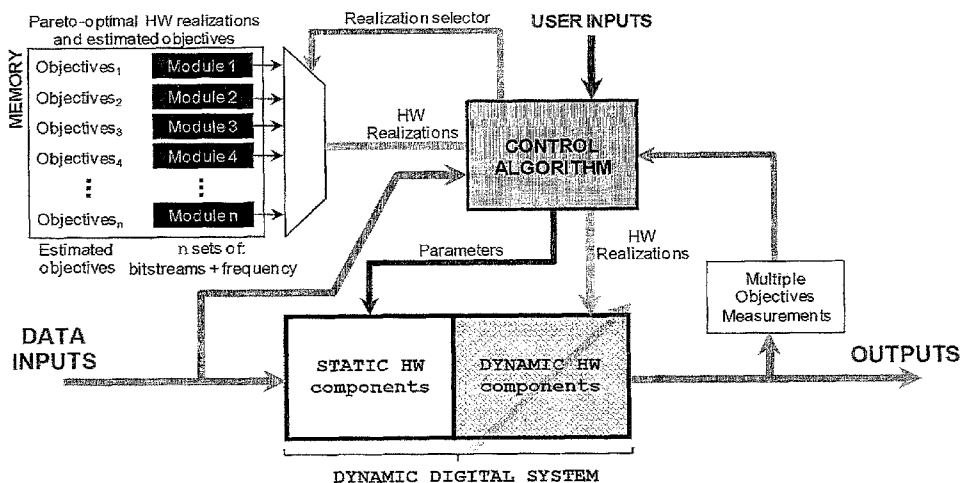 Pareto-optimal HW realizations
and estimated objectives
MEMORY
Objectives1 Module 1
Objectives2 Module 2
Objectives3 Module 3
Objectives4 Module 4
Objectivesn Module n
Estimated
objectives
n sets of:
bitstreams + frequency
Realization selector
USER INPUTS
HW
Realizations
CONTROL
ALGORITHM
Parameters
HW
Realizations
Multiple
Objectives
Measurements
DATA
INPUTS
STATIC HW
components
DYNAMIC HW
components
OUTPUTS
DYNAMIC DIGITAL SYSTEM